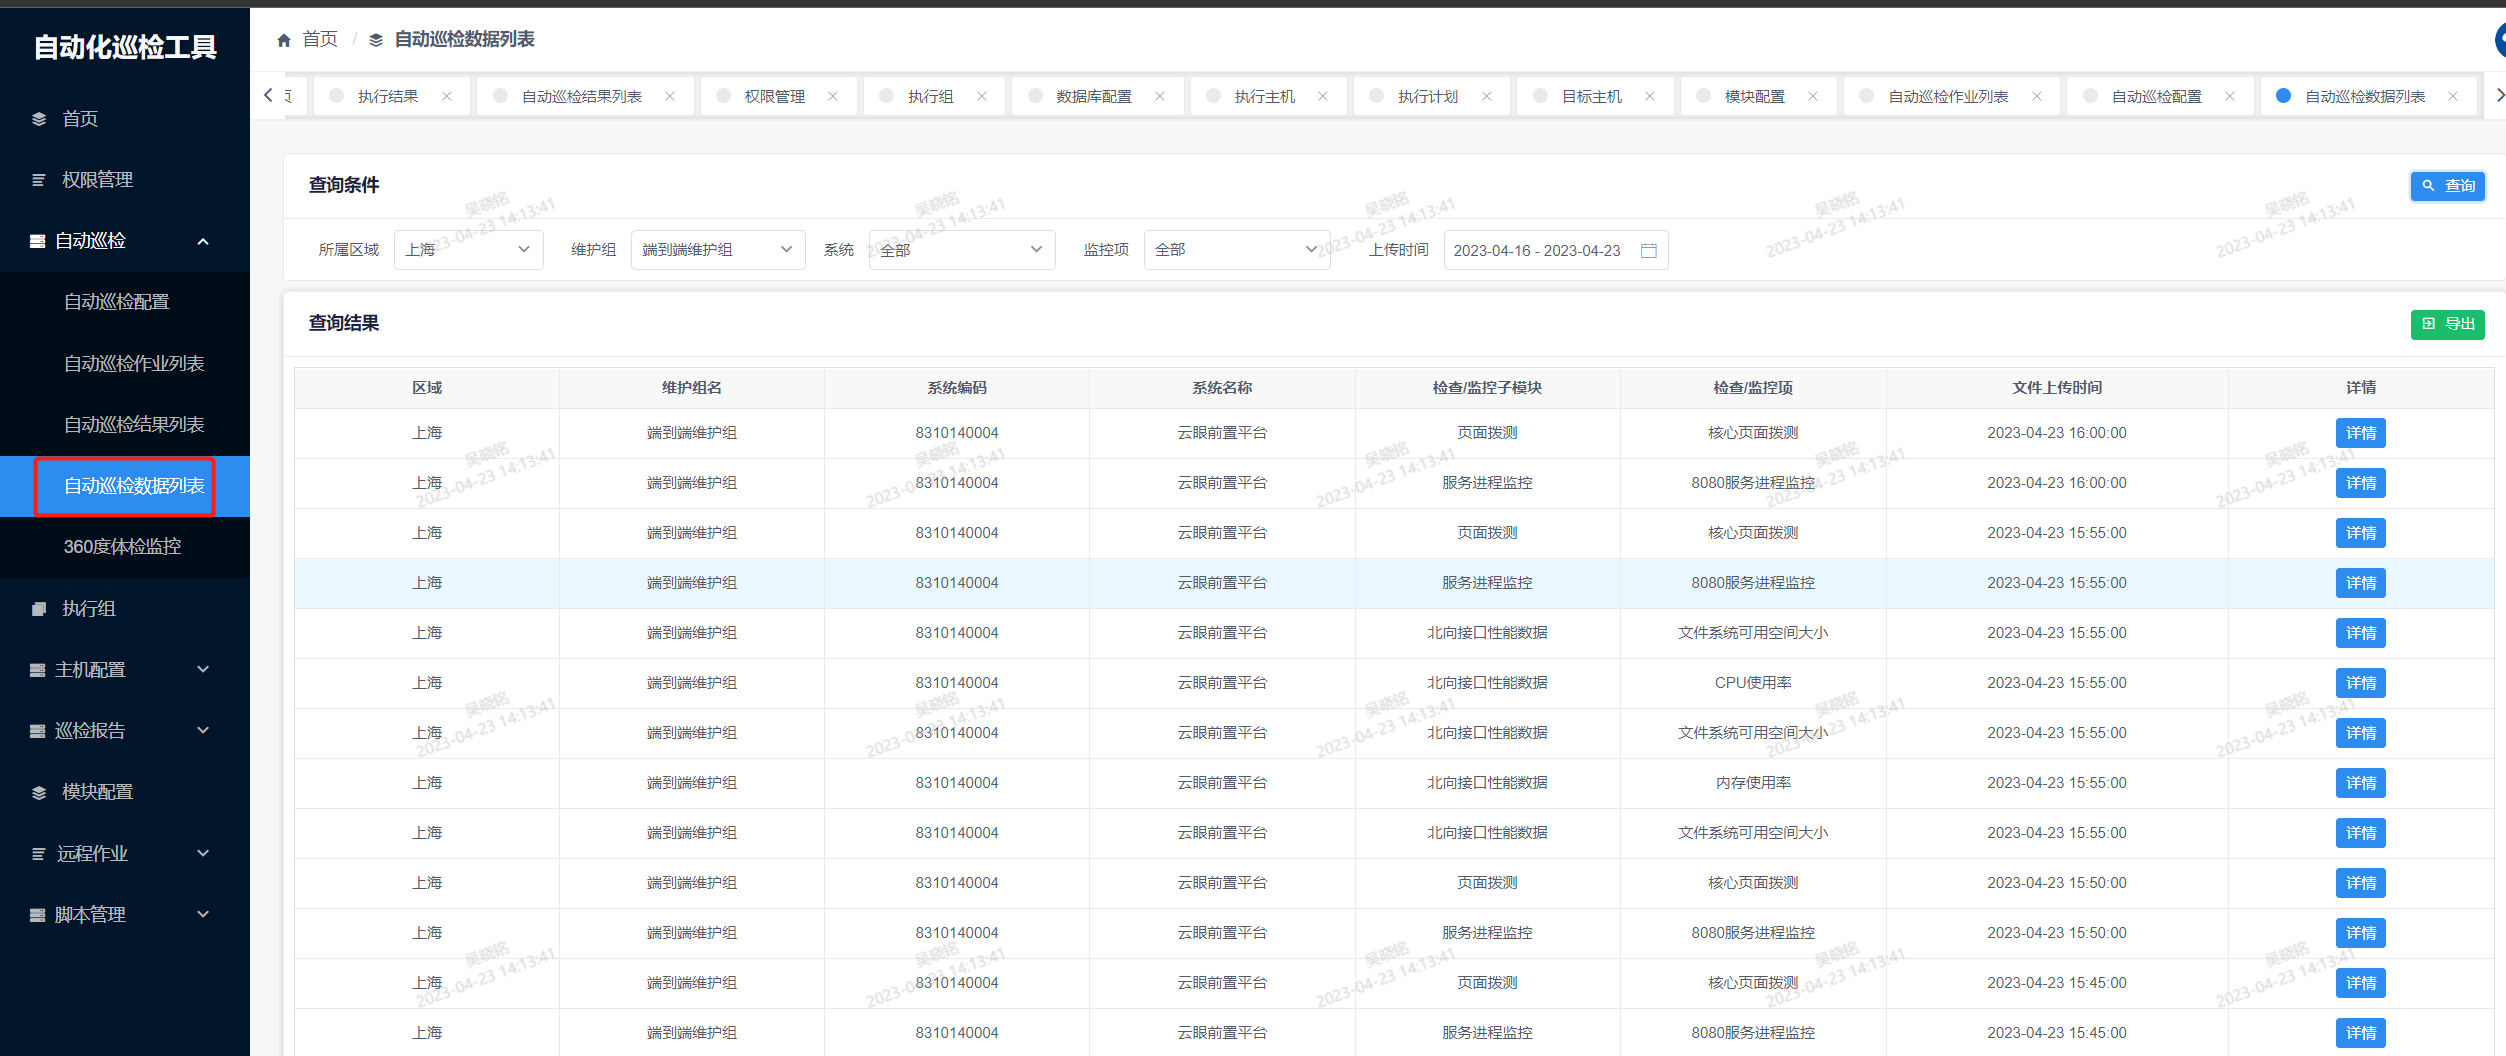 自动化巡检工具
首页
权限管理
自动巡检
自动巡检配置
自动巡检作业列表
自动巡检结果列表
自动巡检数据列表
360度体检监控
执行组
主机配置
巡检报告
模块配置
远程作业
脚本管理
首页 / 自动巡检数据列表
页 执行结果 自动巡检结果列表 权限管理 执行组 数据库配置 执行主机 执行计划 目标主机 模块配置 自动巡检作业列表 自动巡检配置 自动巡检数据列表
查询条件 查询
所属区域 上海 维护组 端到端维护组 系统 全部 监控项 全部 上传时间 2023-04-16 - 2023-04-23
查询结果 导出
区域 维护组名 系统编码 系统名称 检查/监控子模块 检查/监控项 文件上传时间 详情
上海 端到端维护组 8310140004 云眼前置平台 页面拨测 核心页面拨测 2023-04-23 16:00:00 详情
上海 端到端维护组 8310140004 云眼前置平台 服务进程监控 8080服务进程监控 2023-04-23 16:00:00 详情
上海 端到端维护组 8310140004 云眼前置平台 页面拨测 核心页面拨测 2023-04-23 15:55:00 详情
上海 端到端维护组 8310140004 云眼前置平台 服务进程监控 8080服务进程监控 2023-04-23 15:55:00 详情
上海 端到端维护组 8310140004 云眼前置平台 北向接口性能数据 文件系统可用空间大小 2023-04-23 15:55:00 详情
上海 端到端维护组 8310140004 云眼前置平台 北向接口性能数据 CPU使用率 2023-04-23 15:55:00 详情
上海 端到端维护组 8310140004 云眼前置平台 北向接口性能数据 文件系统可用空间大小 2023-04-23 15:55:00 详情
上海 端到端维护组 8310140004 云眼前置平台 北向接口性能数据 内存使用率 2023-04-23 15:55:00 详情
上海 端到端维护组 8310140004 云眼前置平台 北向接口性能数据 文件系统可用空间大小 2023-04-23 15:55:00 详情
上海 端到端维护组 8310140004 云眼前置平台 页面拨测 核心页面拨测 2023-04-23 15:50:00 详情
上海 端到端维护组 8310140004 云眼前置平台 服务进程监控 8080服务进程监控 2023-04-23 15:50:00 详情
上海 端到端维护组 8310140004 云眼前置平台 页面拨测 核心页面拨测 2023-04-23 15:45:00 详情
上海 端到端维护组 8310140004 云眼前置平台 服务进程监控 8080服务进程监控 2023-04-23 15:45:00 详情
吴晓铭
2023-04-23 14:13:41